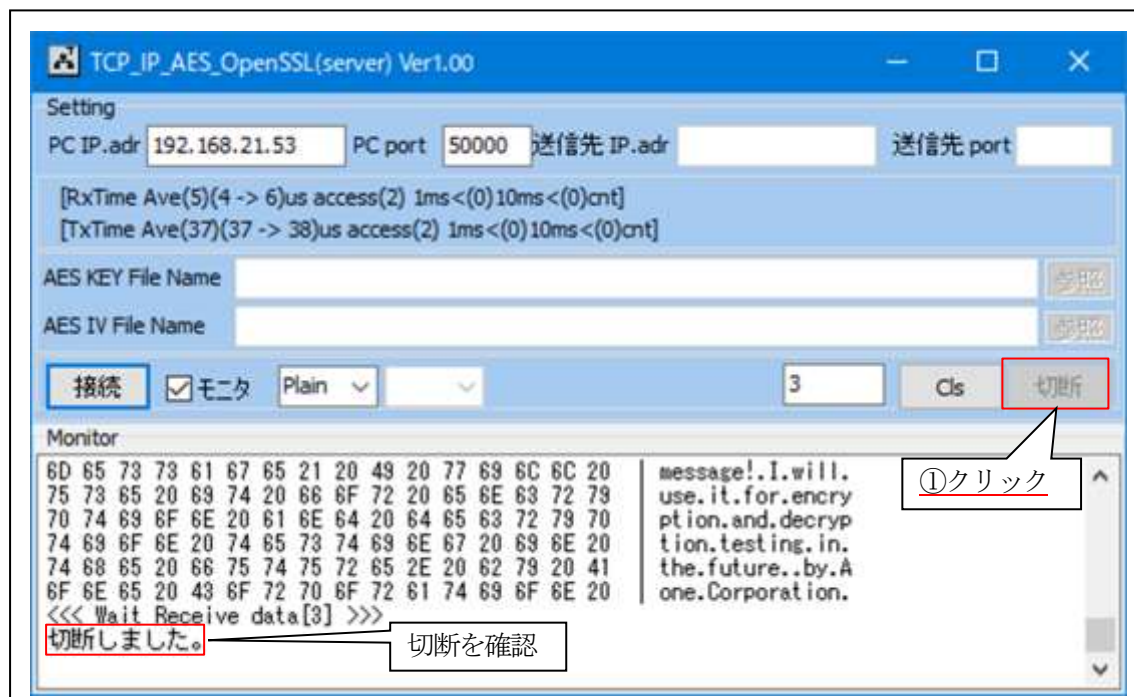 TCP_IP_AES_OpenSSL(server) Ver1.00
Setting
PC IP.adr 192.168.21.53 PC port 50000 送信先 IP.adr 送信先 port
[RxTime Ave(5)(4 -> 6)us access(2) 1ms<(0)10ms<(0)cnt]
[TxTime Ave(37)(37 -> 38)us access(2) 1ms<(0)10ms<(0)cnt]
AES KEY File Name 参照
AES IV File Name 参照
接続 モニタ Plain 3 Cls 切断
Monitor
6D 65 73 73 61 67 65 21 20 49 20 77 69 6C 6C 20 | message!.I.will.
75 73 65 20 69 74 20 66 6F 72 20 65 6E 63 72 79 | use.it.for.encry
70 74 69 6F 6E 20 61 6E 64 20 64 65 63 72 79 70 | ption.and.decryp
74 69 6F 6E 20 74 65 73 74 69 6E 67 20 69 6E 20 | tion.testing.in.
74 68 65 20 66 75 74 75 72 65 2E 20 62 79 20 41 | the.future..by.A
6F 6E 65 20 43 6F 72 70 6F 72 61 74 69 6F 6E 20 | one.Corporation.
<<< Wait Receive data[3] >>>
切断しました。
①クリック
切断を確認